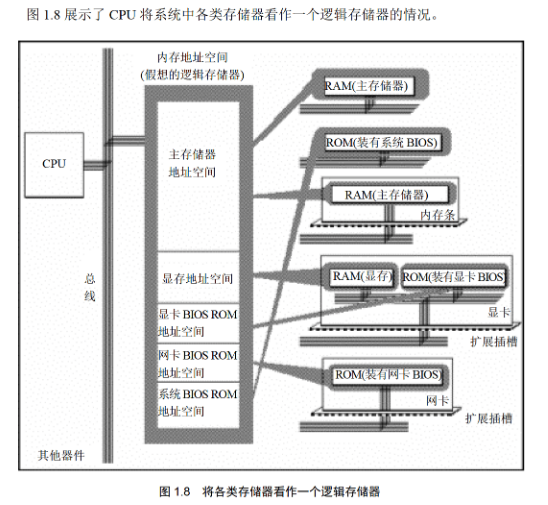 图 1.8 展示了 CPU 将系统中各类存储器看作一个逻辑存储器的情况。
内存地址空间
(假想的逻辑存储器)
CPU
总
线
其他器件
主存储器
地址空间
显存地址空间
显卡 BIOS ROM
地址空间
网卡 BIOS ROM
地址空间
系统 BIOS ROM
地址空间
RAM(主存储器)
ROM(装有系统 BIOS)
RAM(主存储器)
内存条
RAM(显存)
ROM(装有显卡 BIOS)
显卡
扩展插槽
ROM(装有网卡 BIOS)
网卡
扩展插槽
图 1.8 将各类存储器看作一个逻辑存储器